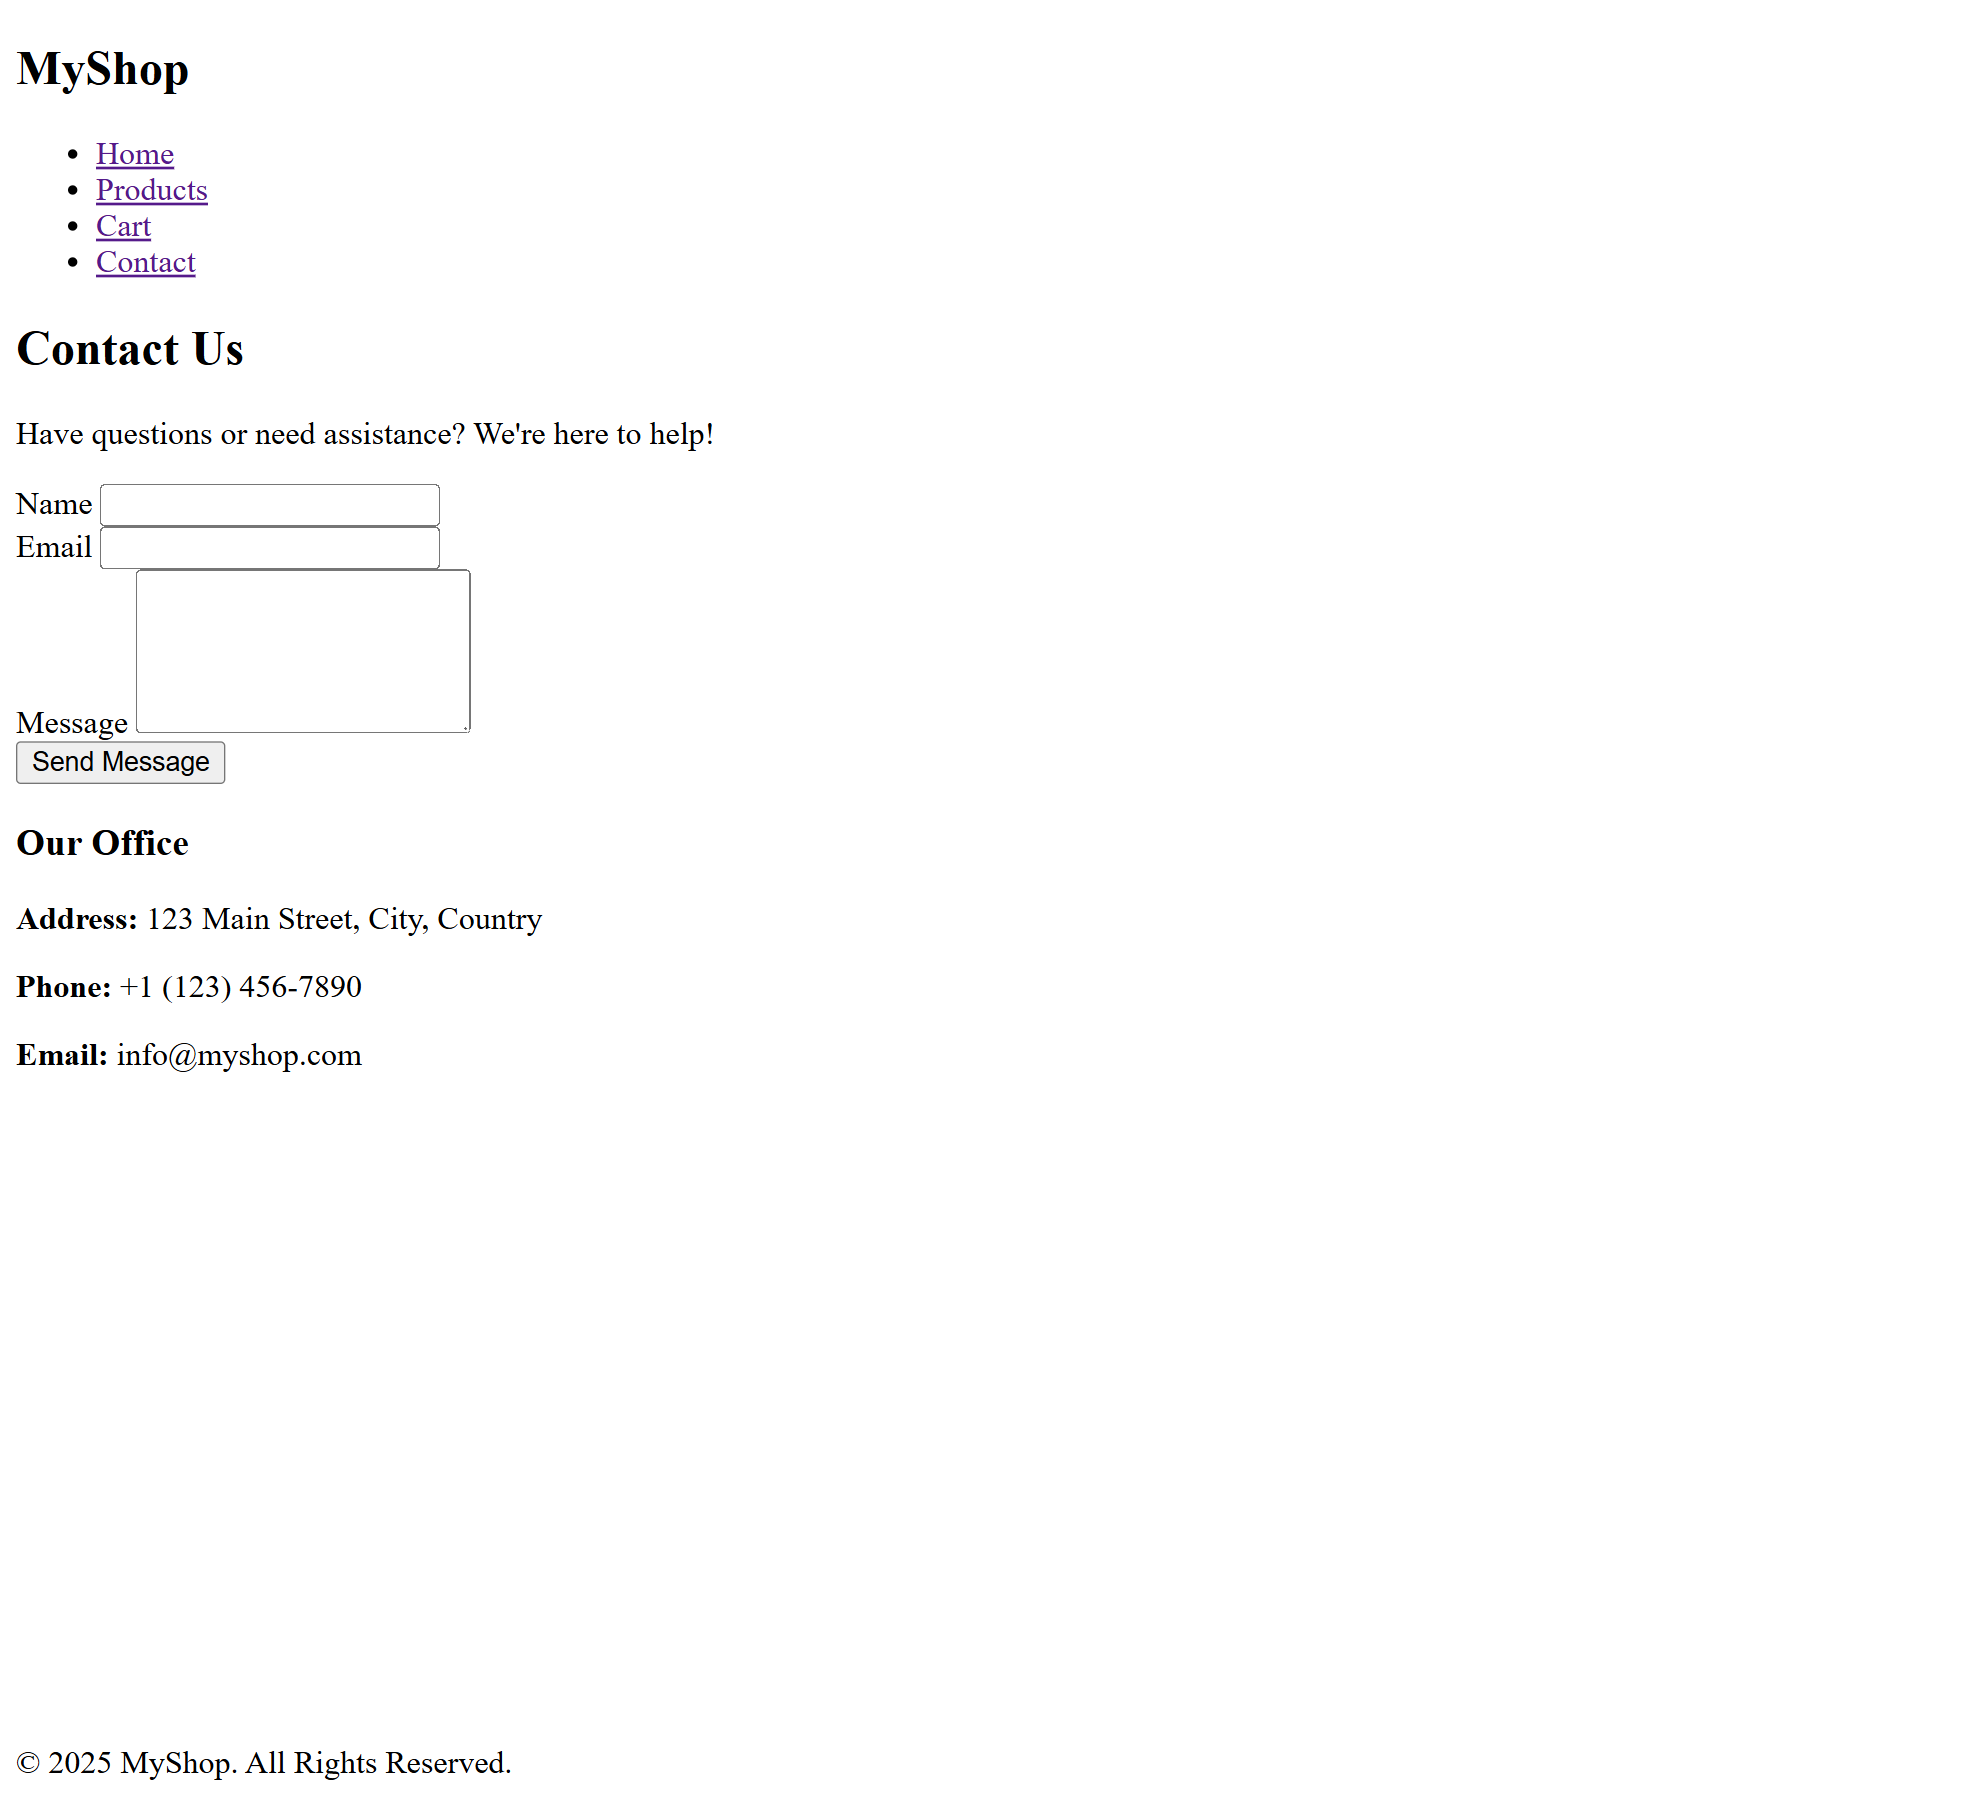 MyShop
Home
Products
Cart
Contact
Contact Us
Have questions or need assistance? We're here to help!
Name
Email
Message
Send Message
Our Office
Address: 123 Main Street, City, Country
Phone: +1 (123) 456-7890
Email: info@myshop.com
© 2025 MyShop. All Rights Reserved.